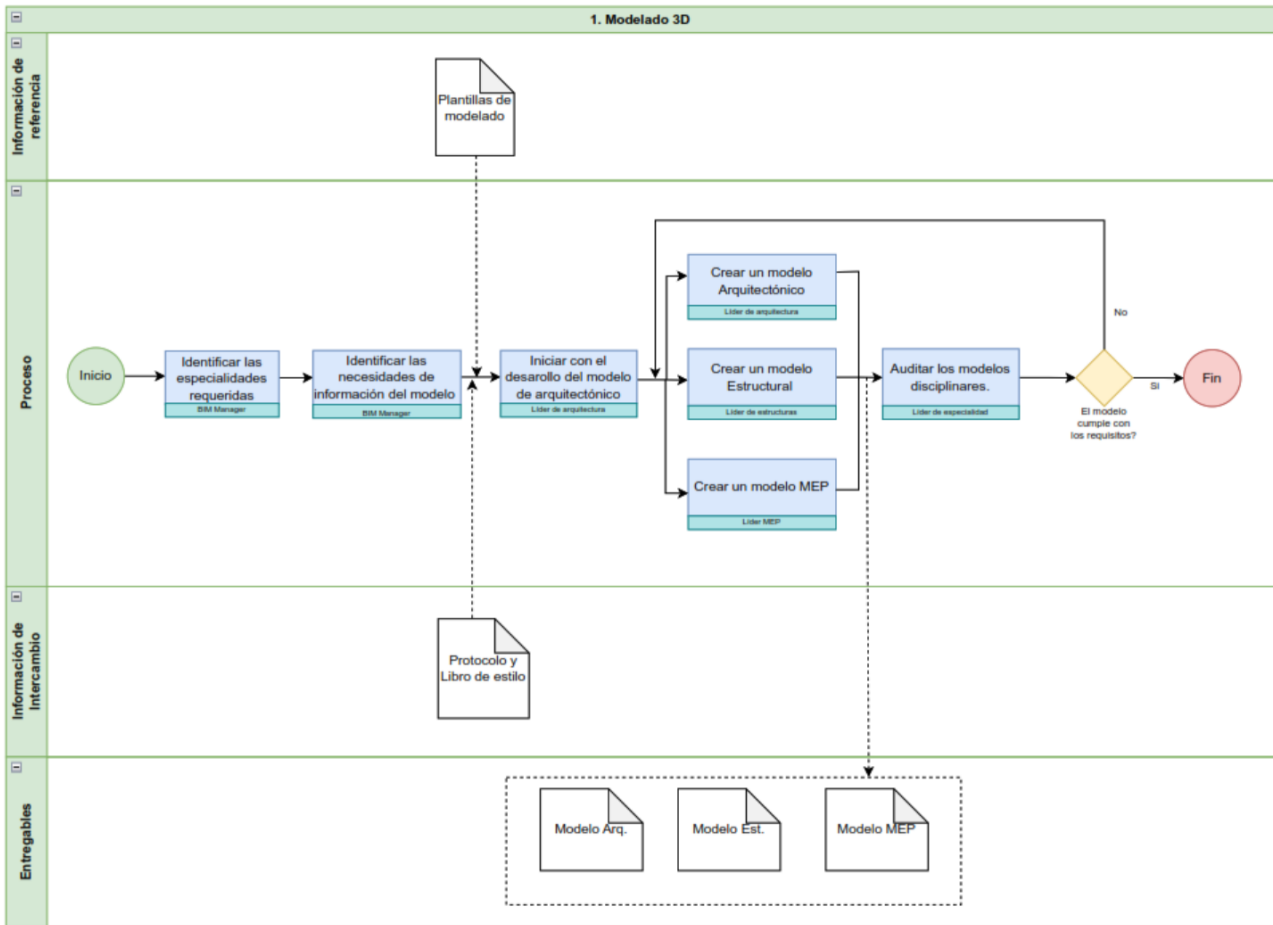 1. Modelado 3D
Información de
referencia
Plantillas de
modelado
Proceso
Inicio
Identificar las
especialidades
requeridas
BIM Manager
Identificar las
necesidades de
información del modelo
BIM Manager
Iniciar con el
desarollo del modelo
de arquitectónico
Líder de arquitectura
Crear un modelo
Arquitectónico
Líder de arquitectura
Crear un modelo
Estructural
Líder de estructuras
Crear un modelo MEP
Líder MEP
Auditar los modelos
disciplinares.
Líder de especialidad
No
El modelo
cumple con
los requisitos?
Si
Fin
Información de
Intercambio
Protocolo y
Libro de estilo
Entregables
Modelo Arq.
Modelo Est.
Modelo MEP